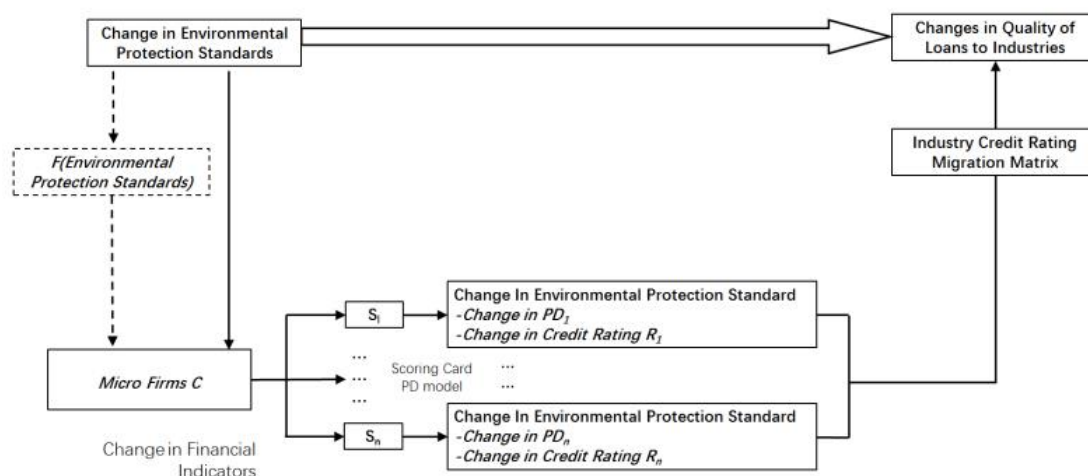 Change in Environmental
Protection Standards
Changes in Quality of
Loans to Industries
F(Environmental
Protection Standards)
Industry Credit Rating
Migration Matrix
Micro Firms C
Change in Financial
Indicators
S₁
Change In Environmental Protection Standard
-Change in PD₁
-Change in Credit Rating R₁
... Scoring Card ...
... PD model ...
...
Sₙ
Change In Environmental Protection Standard
-Change in PDₙ
-Change in Credit Rating Rₙ